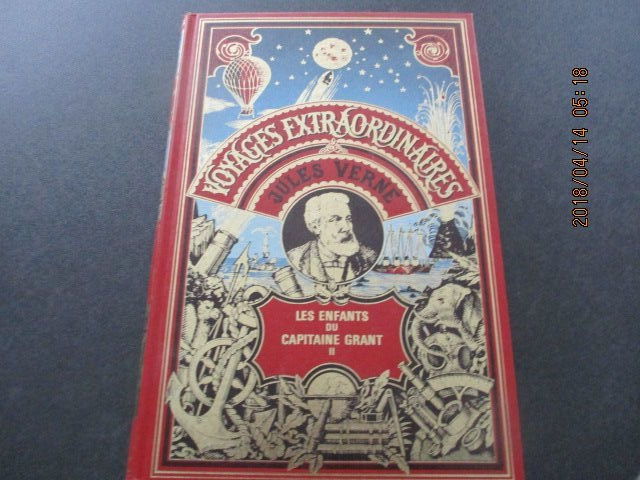 VOYAGES EXTRAORDINAIRES
JULES VERNE
LES ENFANTS
DU
CAPITAINE GRANT
II
2018/04/14 05:18